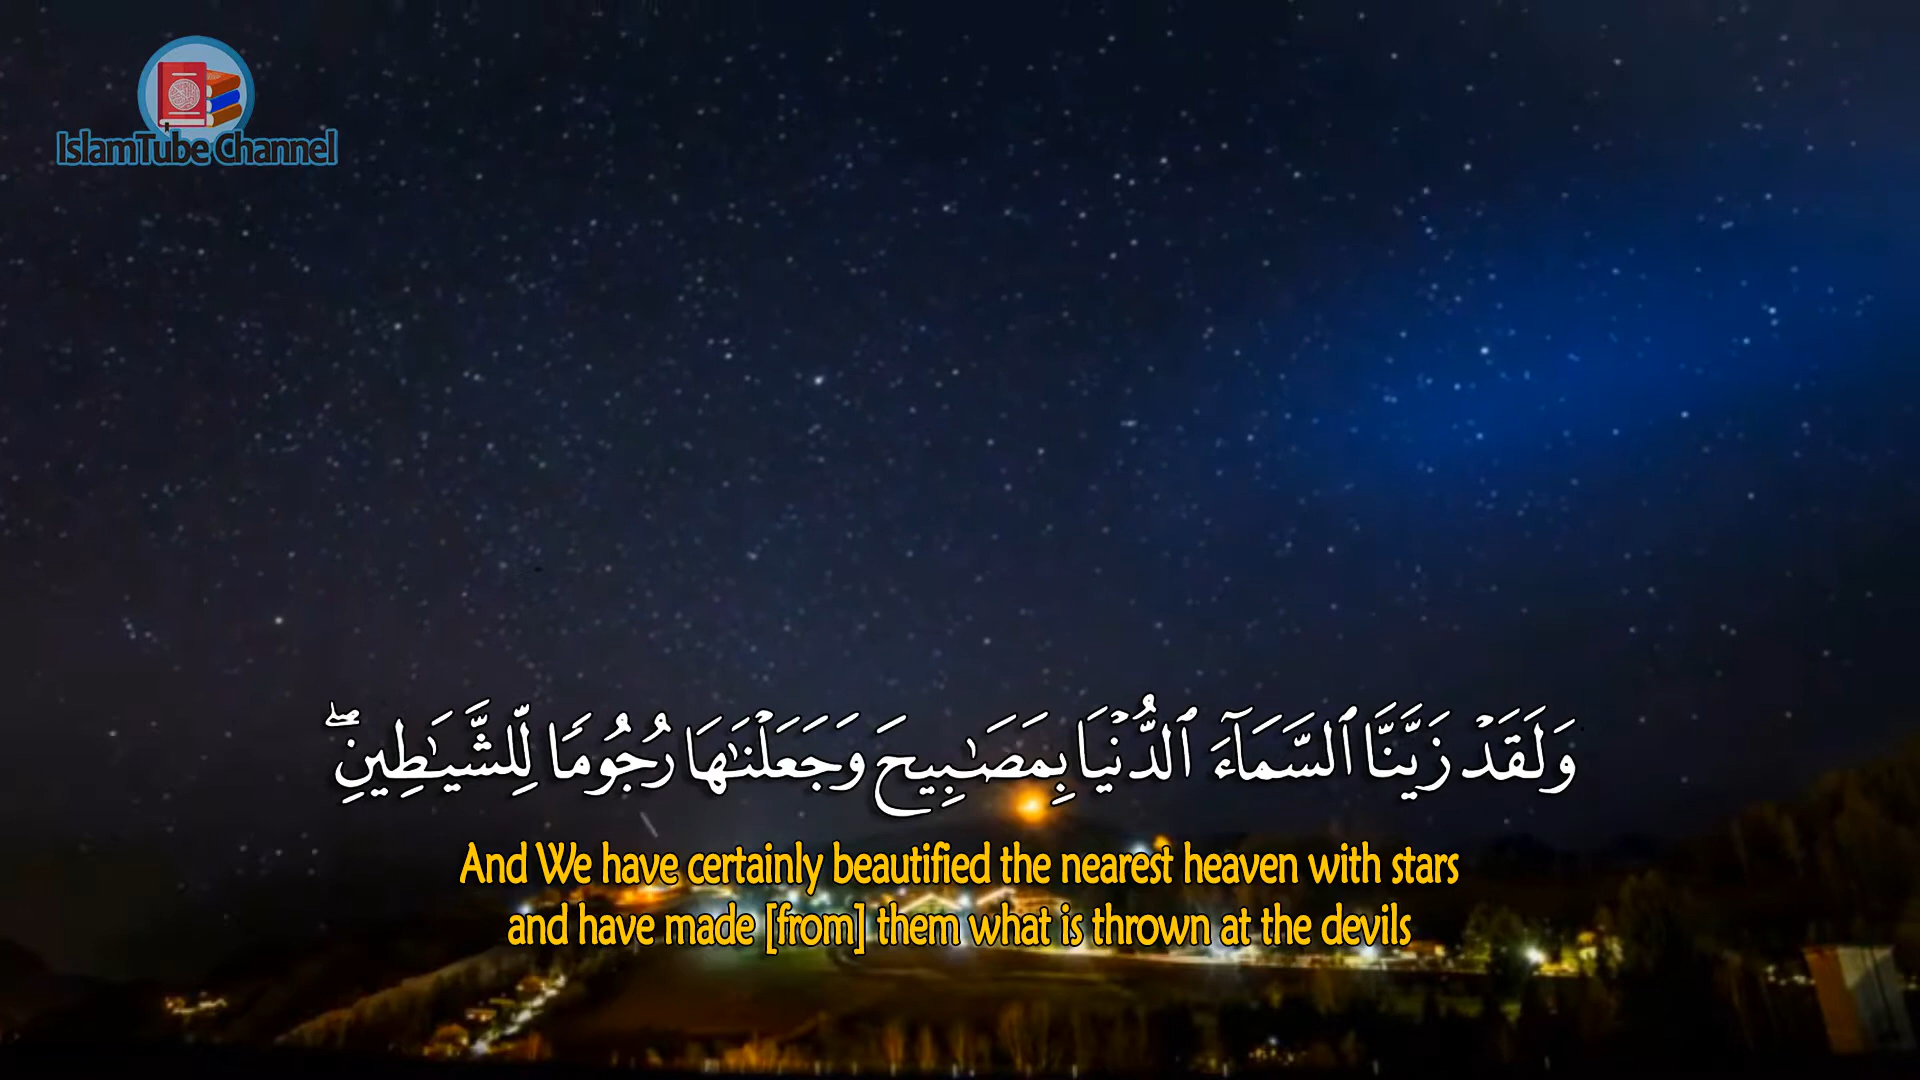 IslamTube Channel
وَلَقَدۡ زَيَّنَّا ٱلسَّمَآءَ ٱلدُّنۡيَا بِمَصَٰبِيحَ وَجَعَلۡنَٰهَا رُجُومٗا لِّلشَّيَٰطِينِۖ
And We have certainly beautified the nearest heaven with stars
and have made [from] them what is thrown at the devils